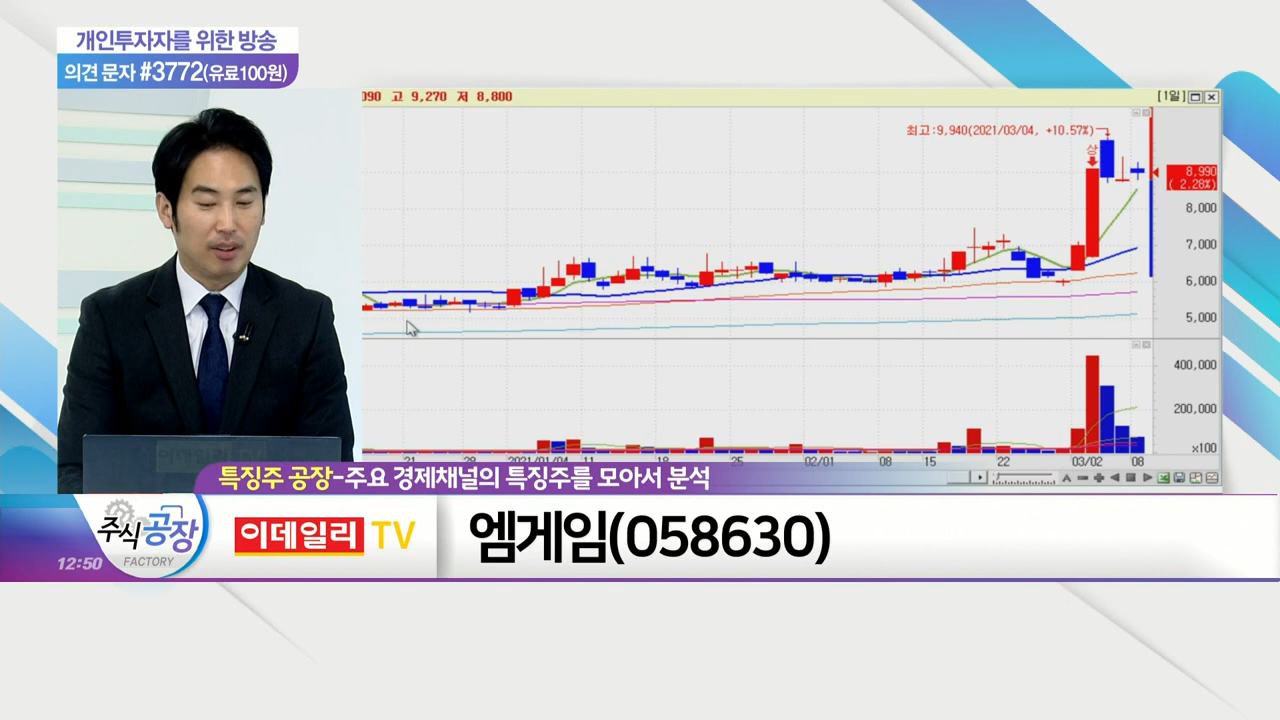 개인투자자를 위한 방송
의견 문자 #3772(유료100원)
090 고 9,270 저 8,800
[1일]
최고:9,940(2021/03/04, +10.57%)
상
8,990
( 2.28%)
8,000
7,000
6,000
5,000
400,000
200,000
×100
21 28 2021/01/04 11 18 25 02/01 08 15 22 03/02 08
특징주 공장-주요 경제채널의 특징주를 모아서 분석
주식공장
FACTORY
12:50
이데일리 TV
엠게임(058630)